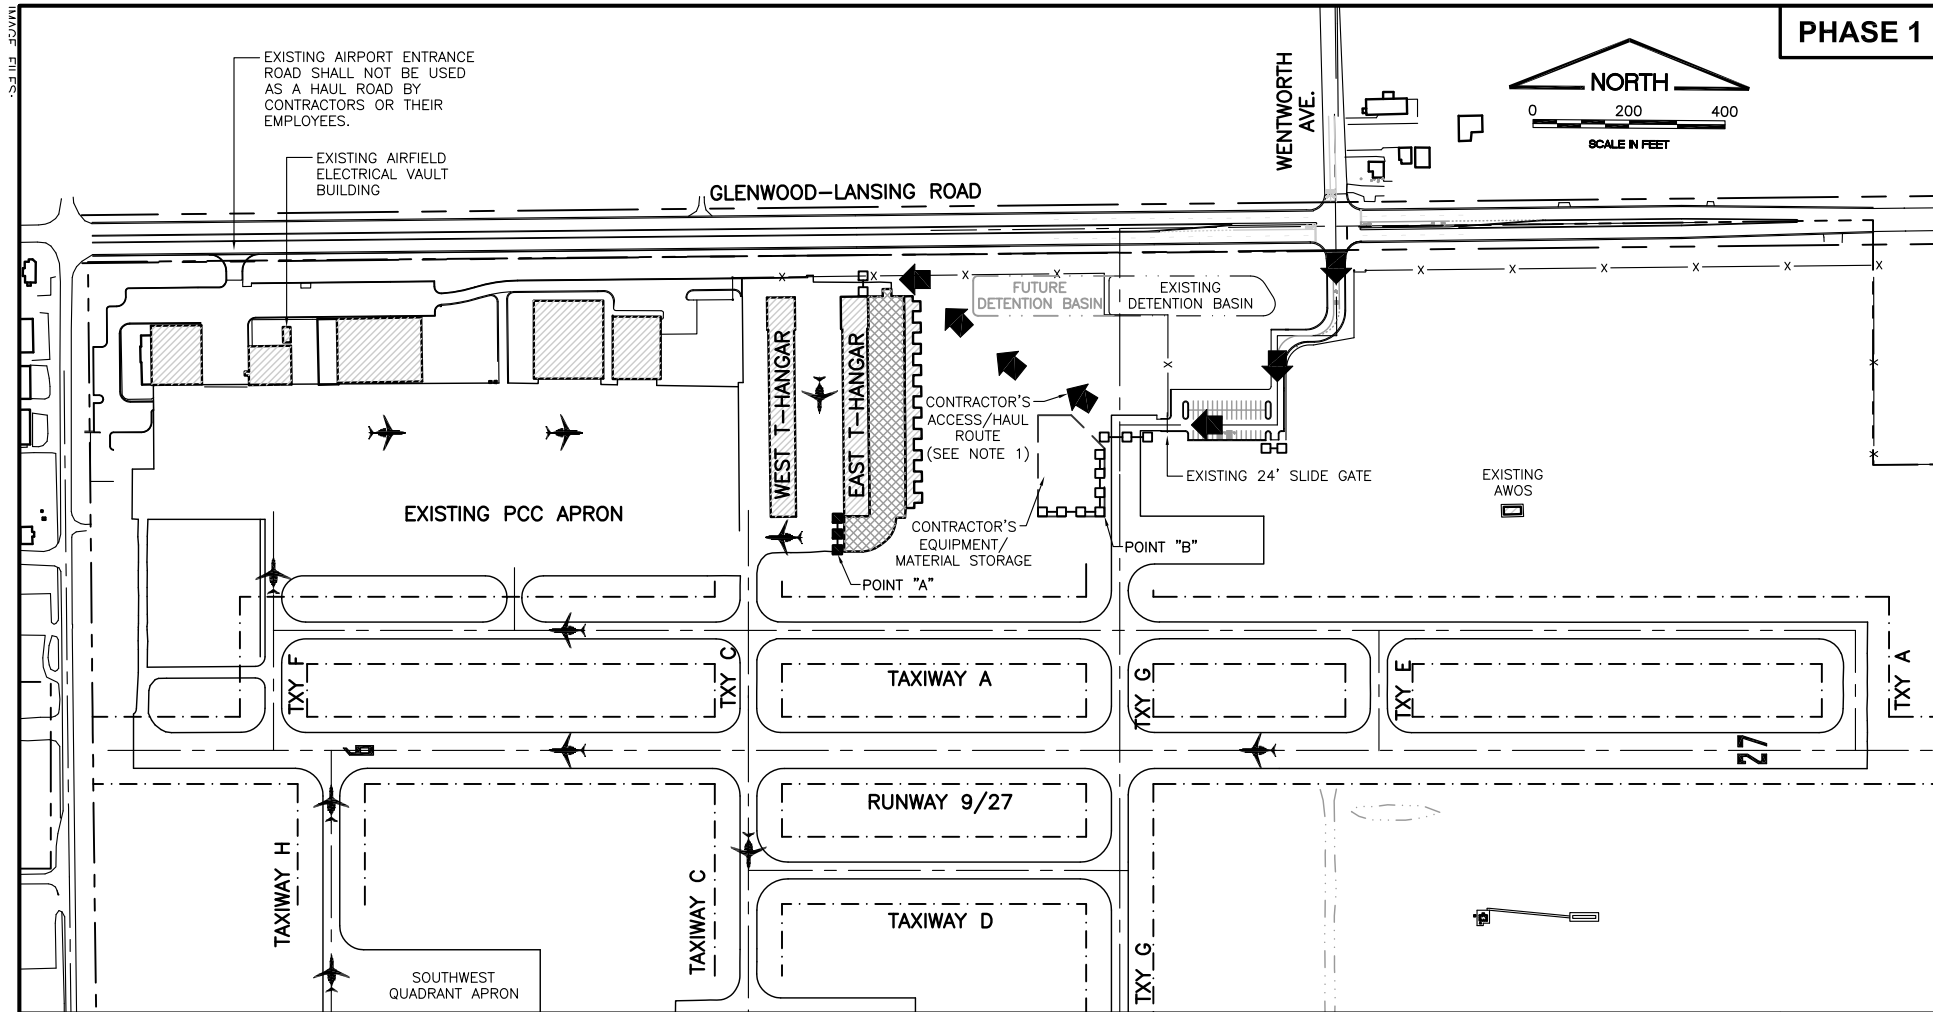 IMAGE FILES:
PHASE 1
EXISTING AIRPORT ENTRANCE
ROAD SHALL NOT BE USED
AS A HAUL ROAD BY
CONTRACTORS OR THEIR
EMPLOYEES.
EXISTING AIRFIELD
ELECTRICAL VAULT
BUILDING
WENTWORTH
AVE.
NORTH
0 200 400
SCALE IN FEET
GLENWOOD-LANSING ROAD
FUTURE
DETENTION BASIN
EXISTING
DETENTION BASIN
WEST T-HANGAR
EAST T-HANGAR
CONTRACTOR'S
ACCESS/HAUL
ROUTE
(SEE NOTE 1)
EXISTING 24' SLIDE GATE
EXISTING
AWOS
EXISTING PCC APRON
CONTRACTOR'S
EQUIPMENT/
MATERIAL STORAGE
POINT "B"
POINT "A"
TXY F
TXY C
TAXIWAY A
TXY G
TXY E
TXY A
27
RUNWAY 9/27
TAXIWAY H
TAXIWAY C
TAXIWAY D
TXY G
SOUTHWEST
QUADRANT APRON